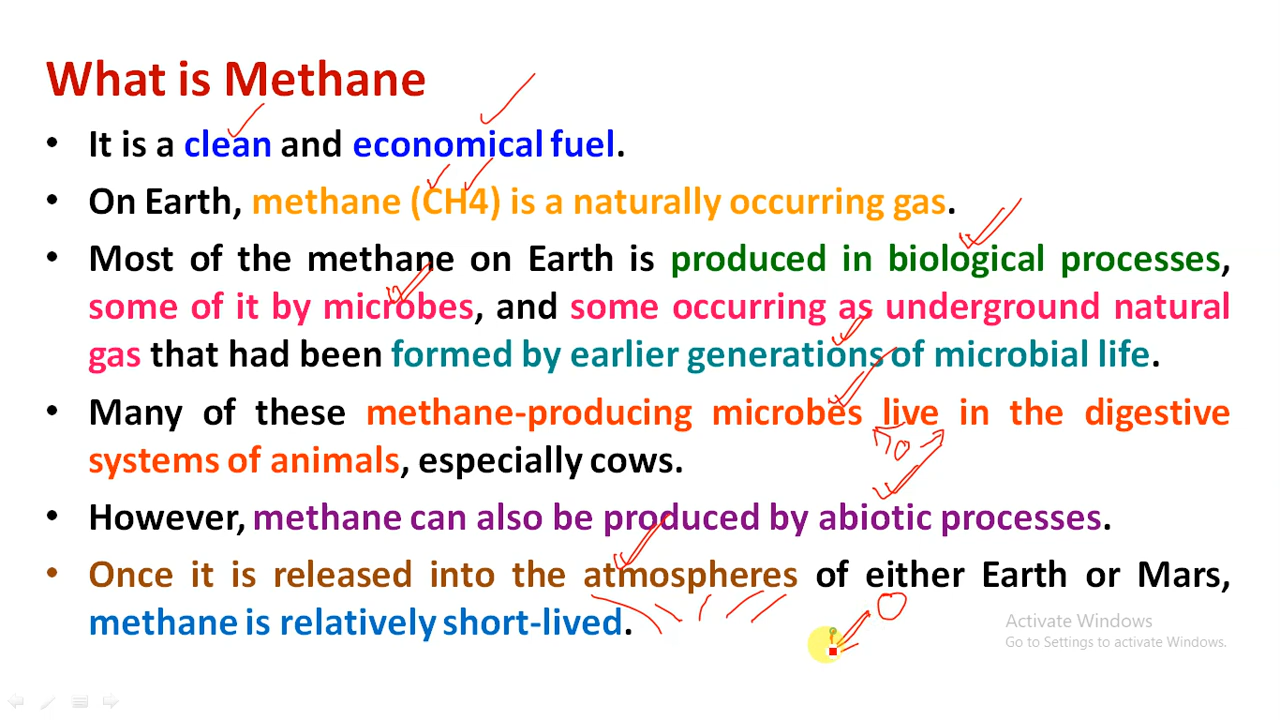 What is Methane
• It is a clean and economical fuel.
• On Earth, methane (CH4) is a naturally occurring gas.
• Most of the methane on Earth is produced in biological processes,
some of it by microbes, and some occurring as underground natural
gas that had been formed by earlier generations of microbial life.
• Many of these methane-producing microbes live in the digestive
systems of animals, especially cows.
• However, methane can also be produced by abiotic processes.
• Once it is released into the atmospheres of either Earth or Mars,
methane is relatively short-lived.
Activate Windows
Go to Settings to activate Windows.